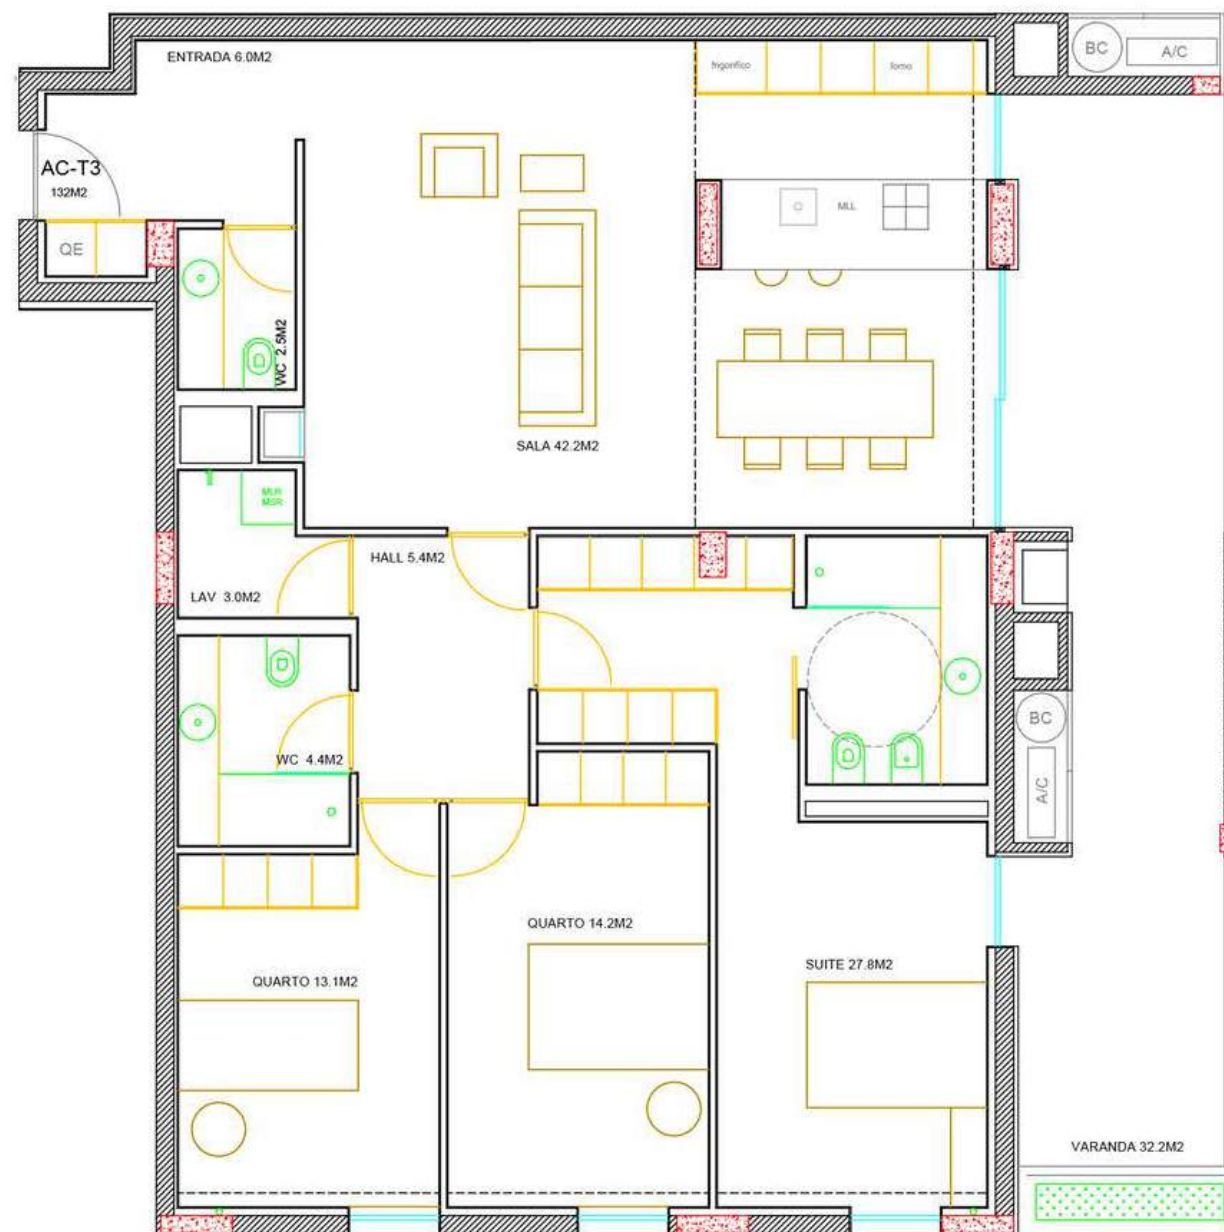 ENTRADA 6.0M2
frigorifico
forno
BC
A/C
AC-T3
132M2
QE
MLL
WC 2.5M2
SALA 42.2M2
MLR
MSR
HALL 5.4M2
LAV 3.0M2
WC 4.4M2
BC
A/C
QUARTO 14.2M2
SUITE 27.8M2
QUARTO 13.1M2
VARANDA 32.2M2